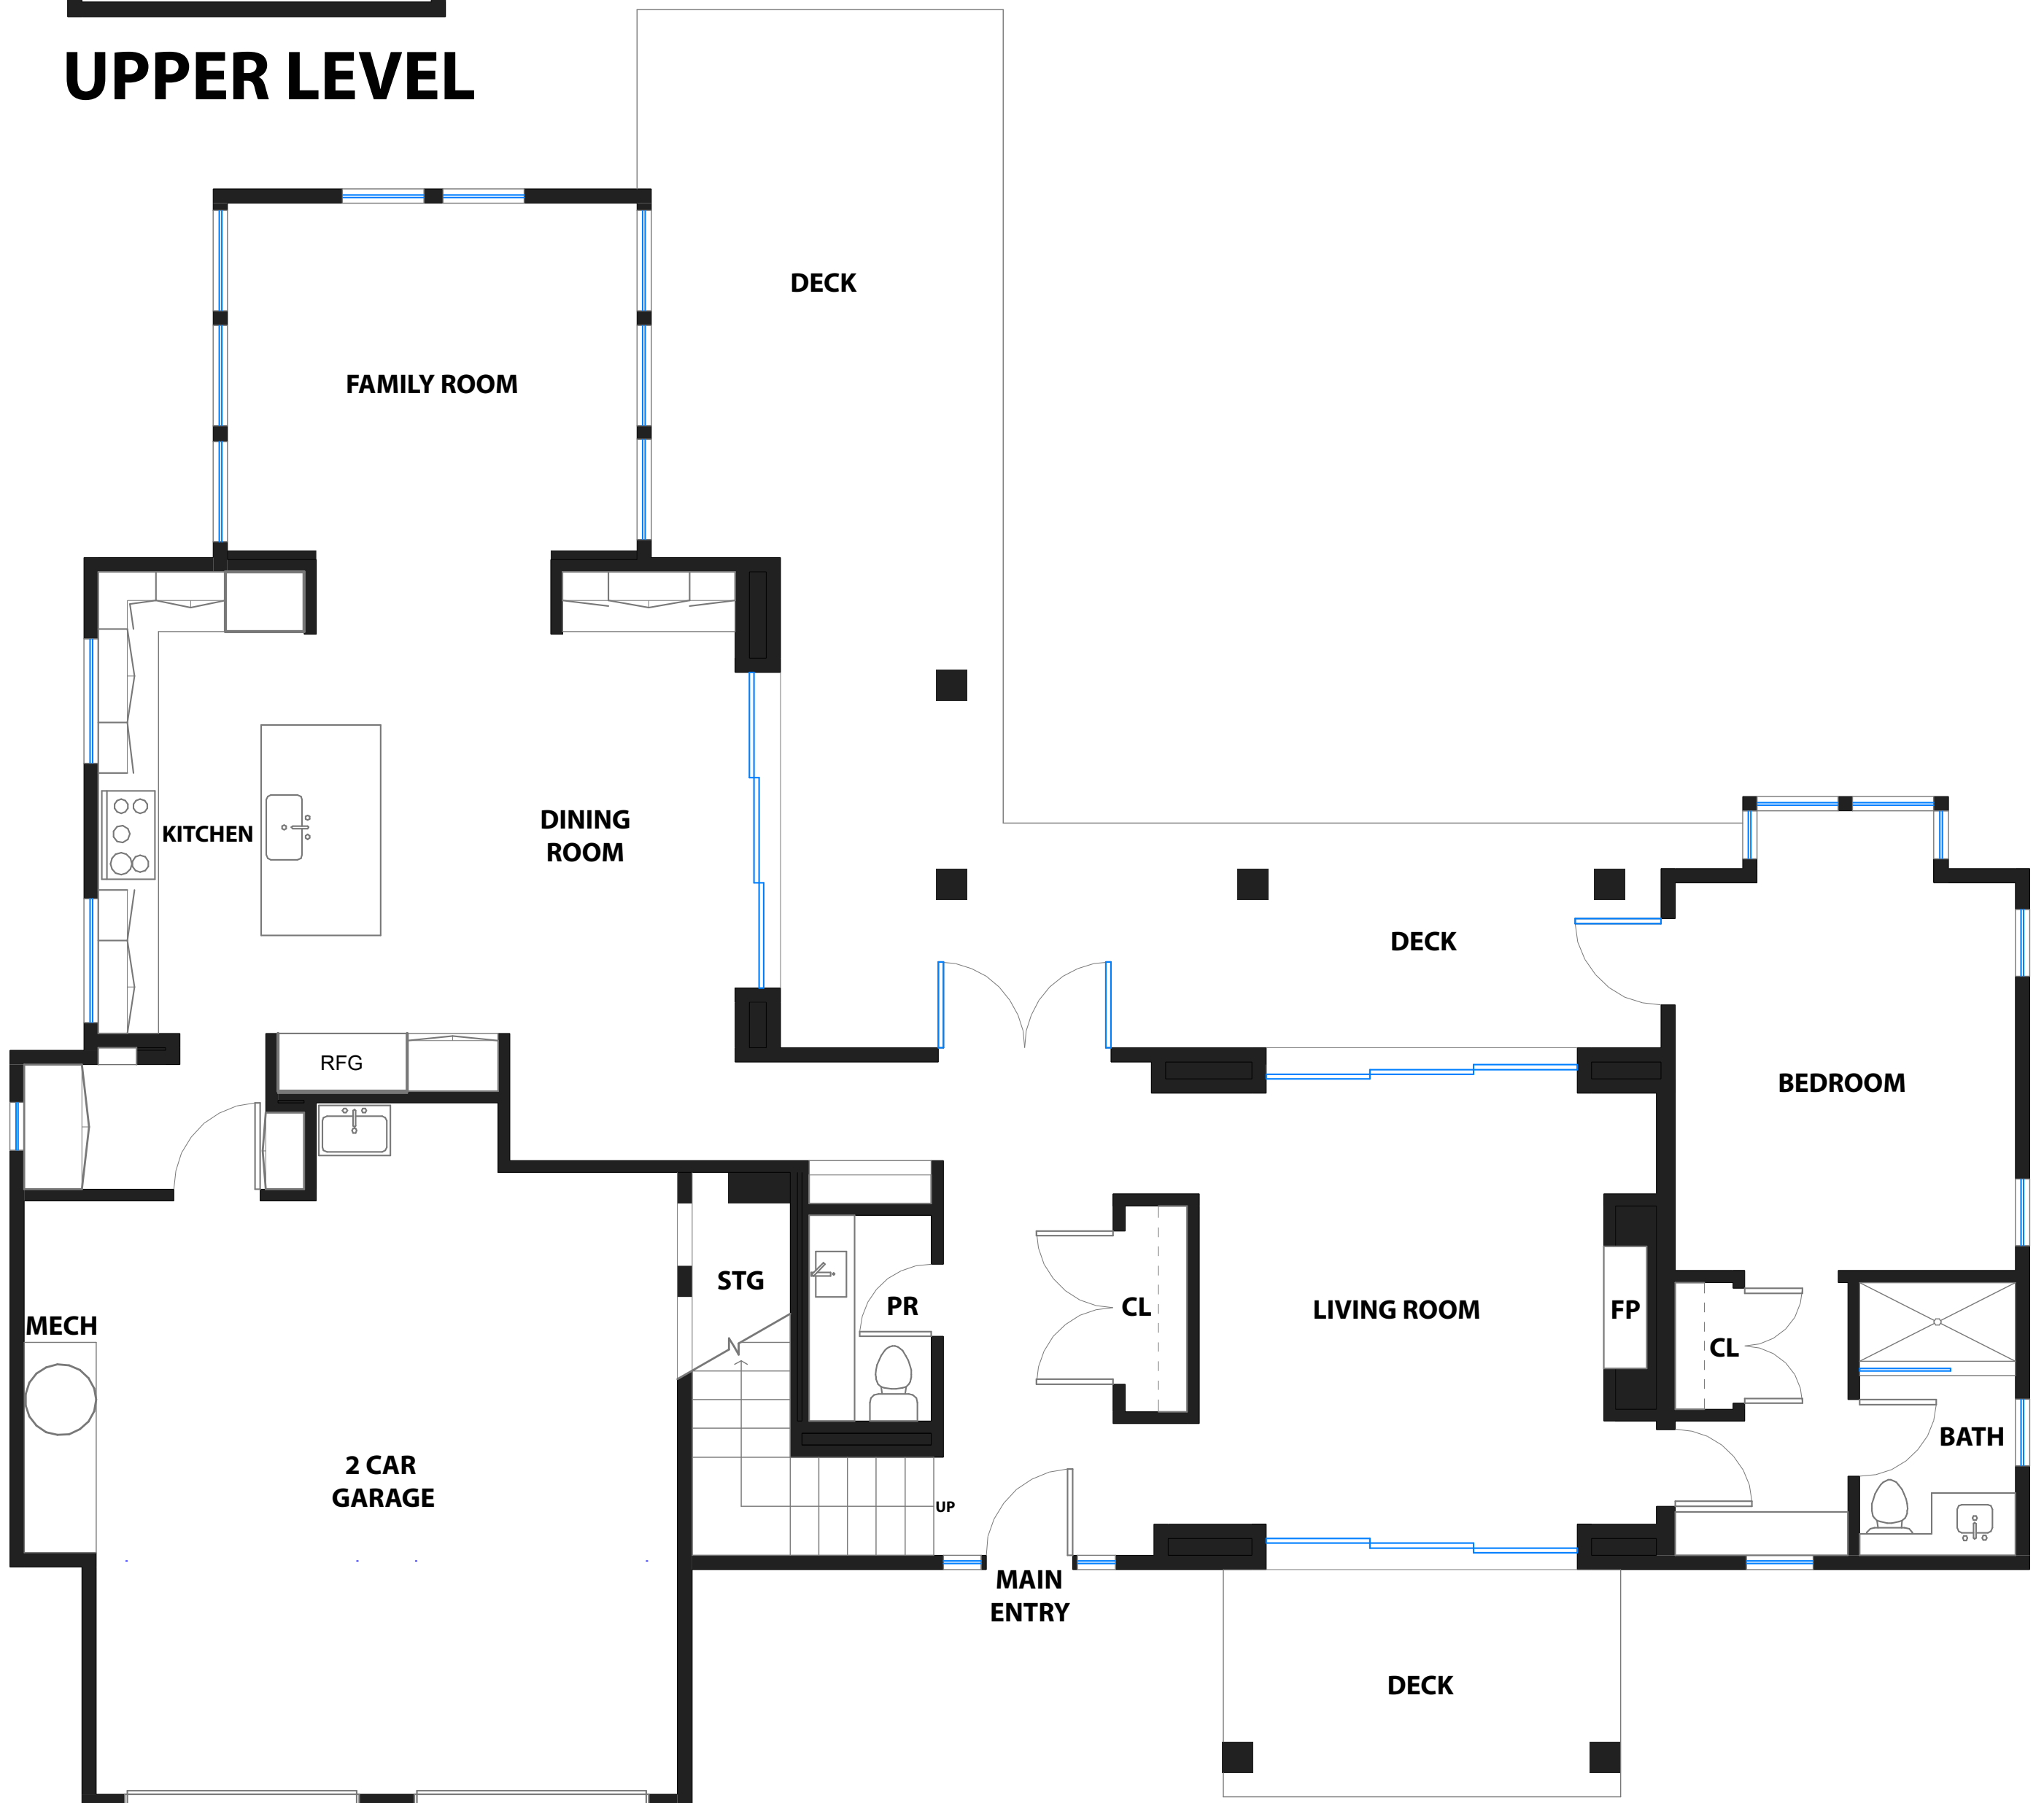 UPPER LEVEL
DECK
FAMILY ROOM
DINING
ROOM
KITCHEN
DECK
RFG
BEDROOM
STG
PR
CL
LIVING ROOM
FP
MECH
CL
BATH
2 CAR
GARAGE
UP
MAIN
ENTRY
DECK